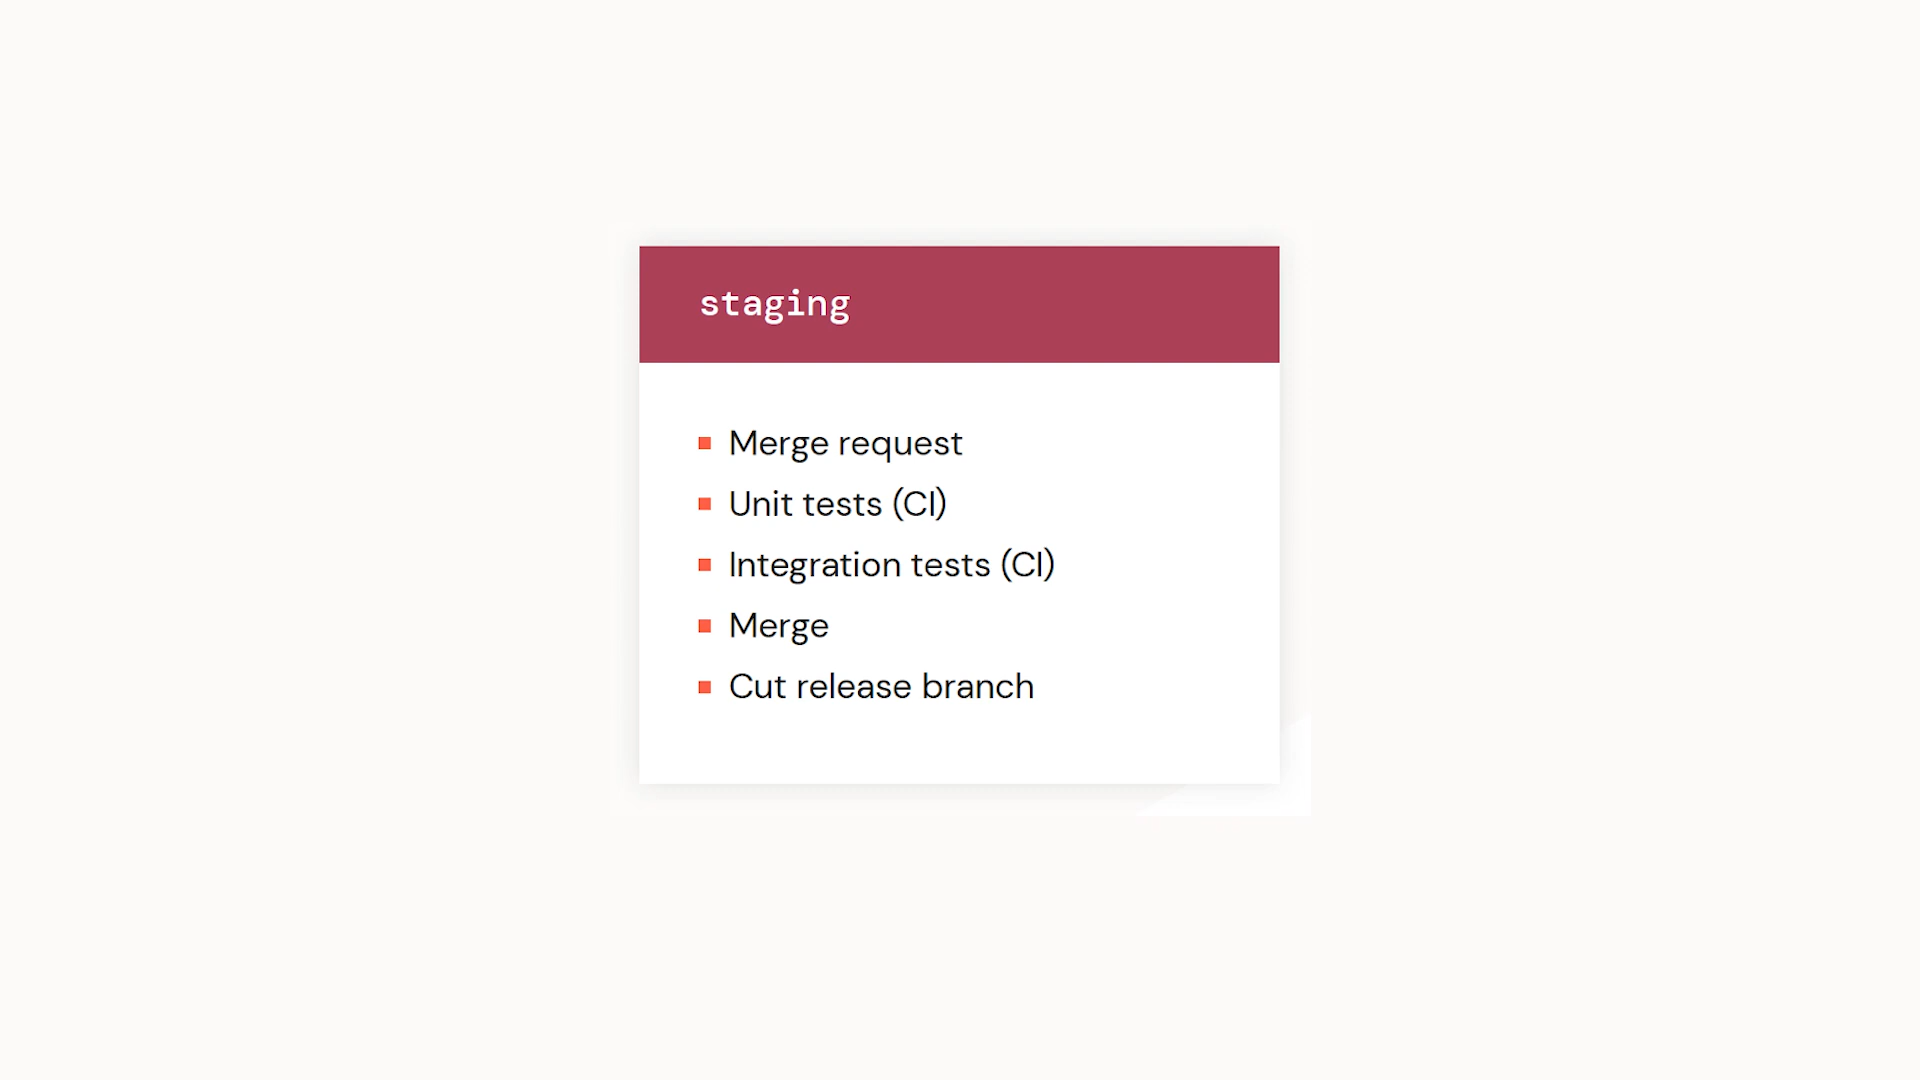 staging
Merge request
Unit tests (CI)
Integration tests (CI)
Merge
Cut release branch